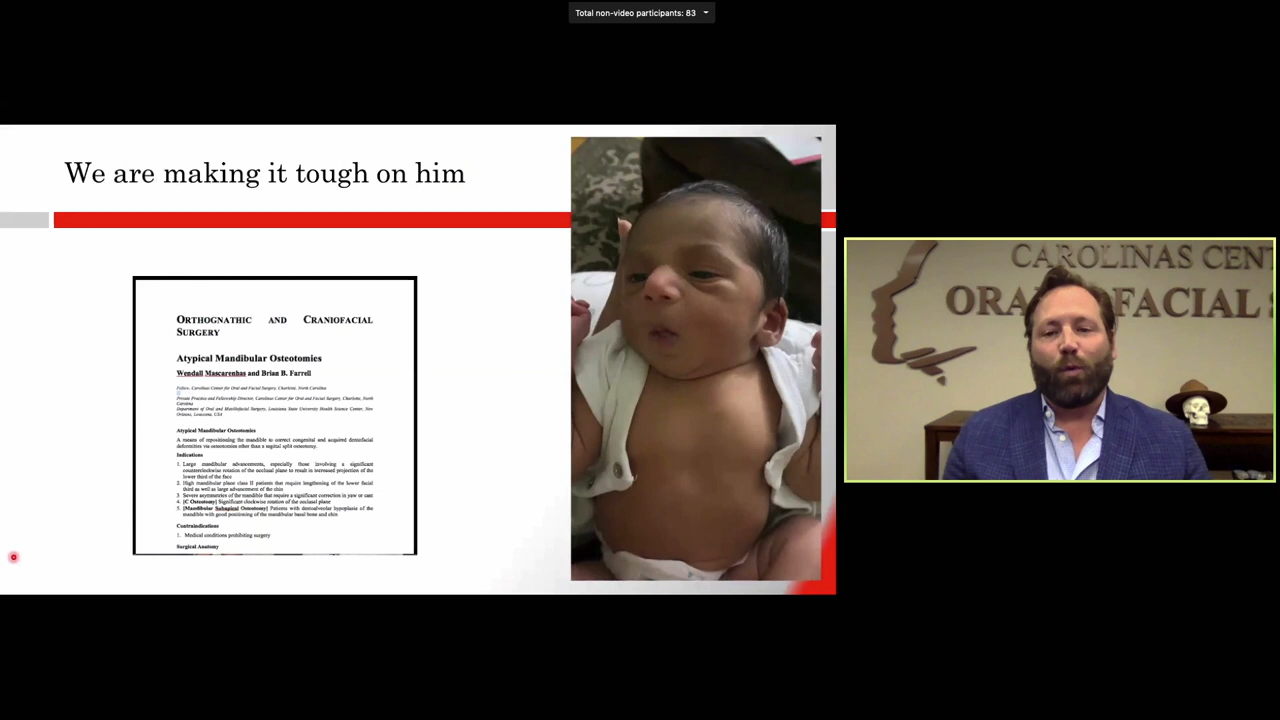 Total non-video participants: 83
We are making it tough on him
ORTHOGNATHIC AND CRANIOFACIAL
SURGERY
Atypical Mandibular Osteotomies
Wendall Mascarenhas and Brian B. Farrell
Fellow, Carolinas Center for Oral and Facial Surgery, Charlotte, North Carolina
Private Practice and Fellowship Director, Carolinas Center for Oral and Facial Surgery, Charlotte, North
Carolina
Department of Oral and Maxillofacial Surgery, Louisiana State University Health Science Center, New
Orleans, Louisiana, USA
Atypical Mandibular Osteotomies
A means of repositioning the mandible to correct congenital and acquired dentofacial
deformities via osteotomies other than a sagittal split osteotomy.
Indications
1. Large mandibular advancements, especially those involving a significant
counterclockwise rotation of the occlusal plane to result in increased projection of the
lower third of the face
2. High mandibular plane class II patients that require lengthening of the lower facial
third as well as large advancement of the chin
3 Severe asymmetries of the mandible that require a significant correction in yaw or cant
4. [C Osteotomy] Significant clockwise rotation of the occlusal plane
5. [Mandibular Subapical Osteotomy] Patients with dentoalveolar hypoplasia of the
mandible with good positioning of the mandibular basal bone and chin
Contraindications
1. Medical conditions prohibiting surgery
Surgical Anatomy
CAROLINAS CENT
ORA FACIAL S